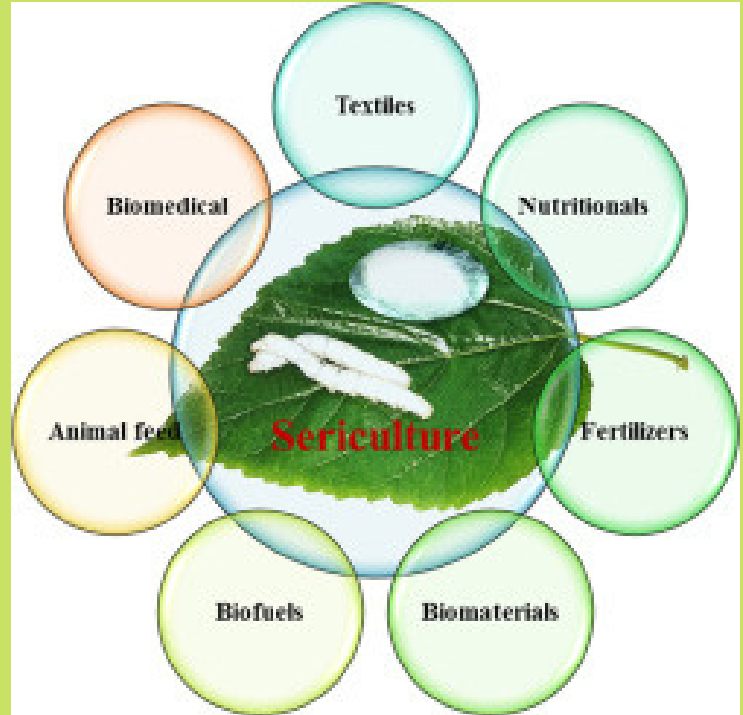 Textiles
Biomedical
Nutritionals
Animal feed
Sericulture
Fertilizers
Biofuels
Biomaterials